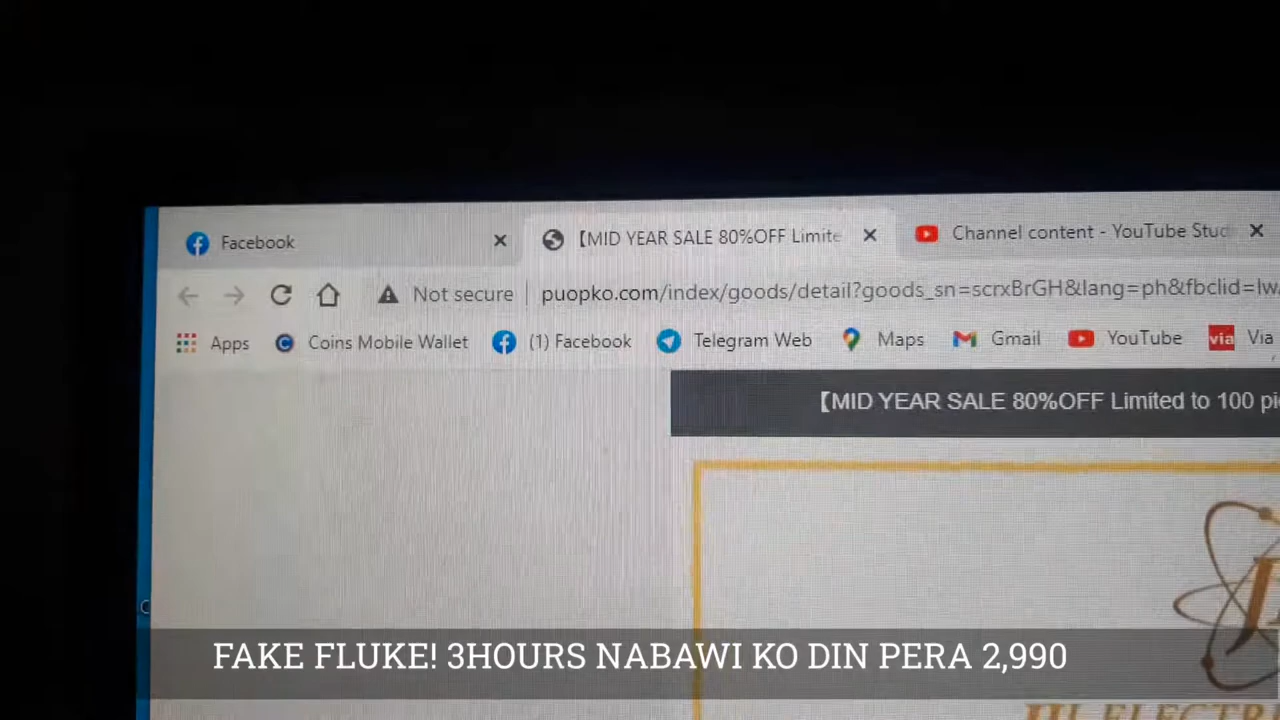 Facebook
【MID YEAR SALE 80%OFF Limite
Channel content - YouTube Stud
Not secure
puopko.com/index/goods/detail?goods_sn=scrxBrGH&lang=ph&fbclid=Iw
Apps
Coins Mobile Wallet
(1) Facebook
Telegram Web
Maps
Gmail
YouTube
via
Via
【MID YEAR SALE 80%OFF Limited to 100 pi
FAKE FLUKE! 3HOURS NABAWI KO DIN PERA 2,990